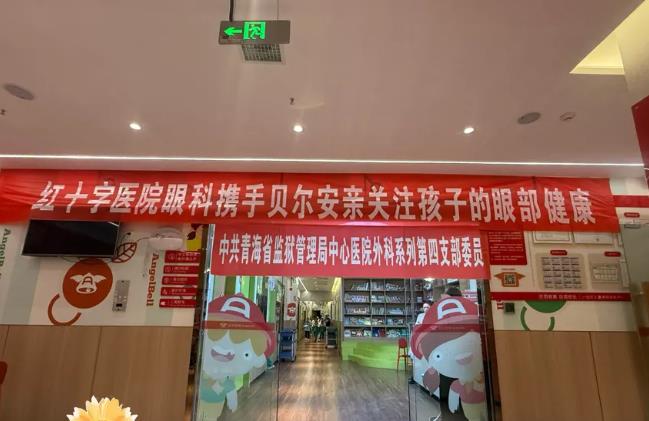 红十字医院眼科携手贝尔安亲关注孩子的眼部健康
中共青海省监狱管理局中心医院外科系列第四支部委员
AngelBell
AngelBell